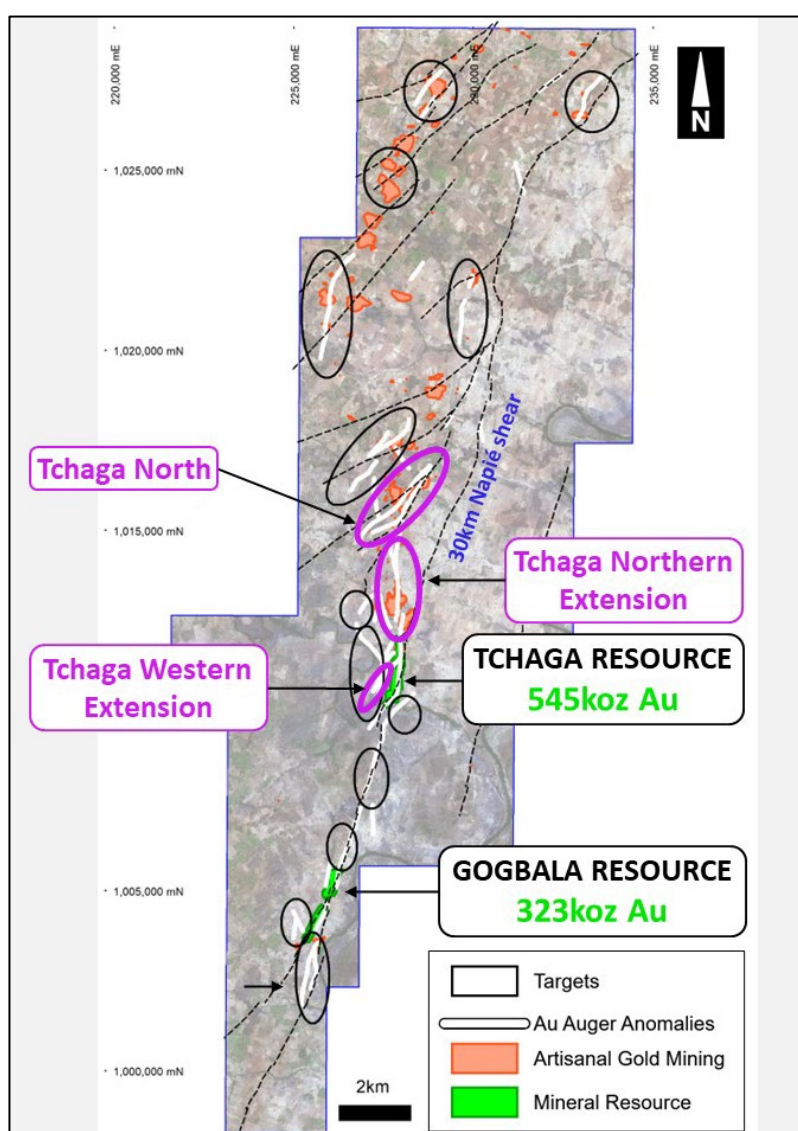 220,000 mE
225,000 mE
230,000 mE
235,000 mE
N
1,025,000 mN
1,020,000 mN
Tchaga North
30km Napié shear
1,015,000 mN
Tchaga Northern
Extension
Tchaga Western
Extension
TCHAGA RESOURCE
545koz Au
1,005,000 mN
GOGBALA RESOURCE
323koz Au
1,000,000 mN
2km
Targets
Au Auger Anomalies
Artisanal Gold Mining
Mineral Resource